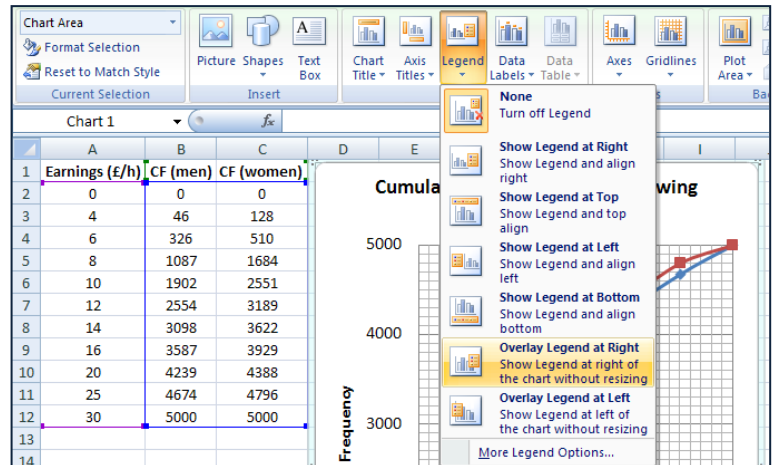 Chart Area
Format Selection
Reset to Match Style
Current Selection
Picture Shapes Text Box
Insert
Chart Title
Axis Titles
Legend
Data Labels
Data Table
Axes
Gridlines
Plot Area
Chart 1
fx
A B C D E I
1 Earnings (£/h) CF (men) CF (women)
2 0 0 0
3 4 46 128
4 6 326 510
5 8 1087 1684
6 10 1902 2551
7 12 2554 3189
8 14 3098 3622
9 16 3587 3929
10 20 4239 4388
11 25 4674 4796
12 30 5000 5000
13
14
Cumula
wing
5000
4000
3000
Frequency
None
Turn off Legend
Show Legend at Right
Show Legend and align
right
Show Legend at Top
Show Legend and top
align
Show Legend at Left
Show Legend and align
left
Show Legend at Bottom
Show Legend and align
bottom
Overlay Legend at Right
Show Legend at right of
the chart without resizing
Overlay Legend at Left
Show Legend at left of
the chart without resizing
More Legend Options...